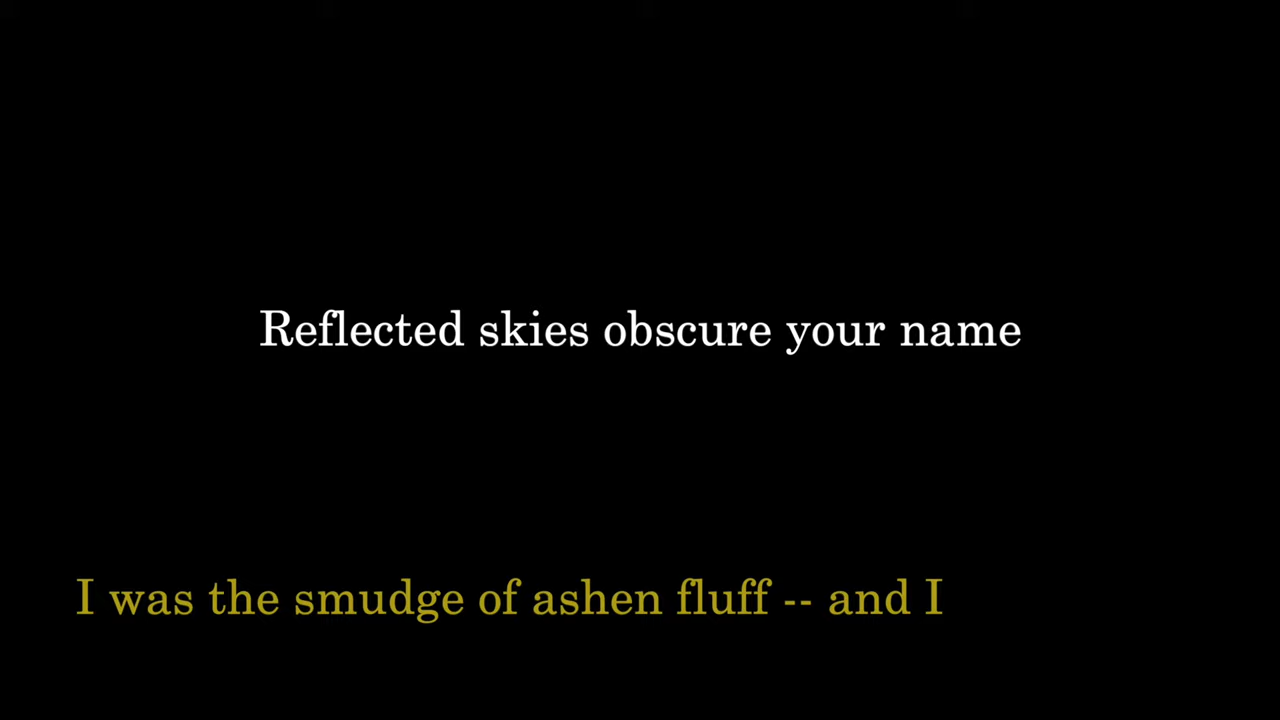 Reflected skies obscure your name
I was the smudge of ashen fluff -- and I